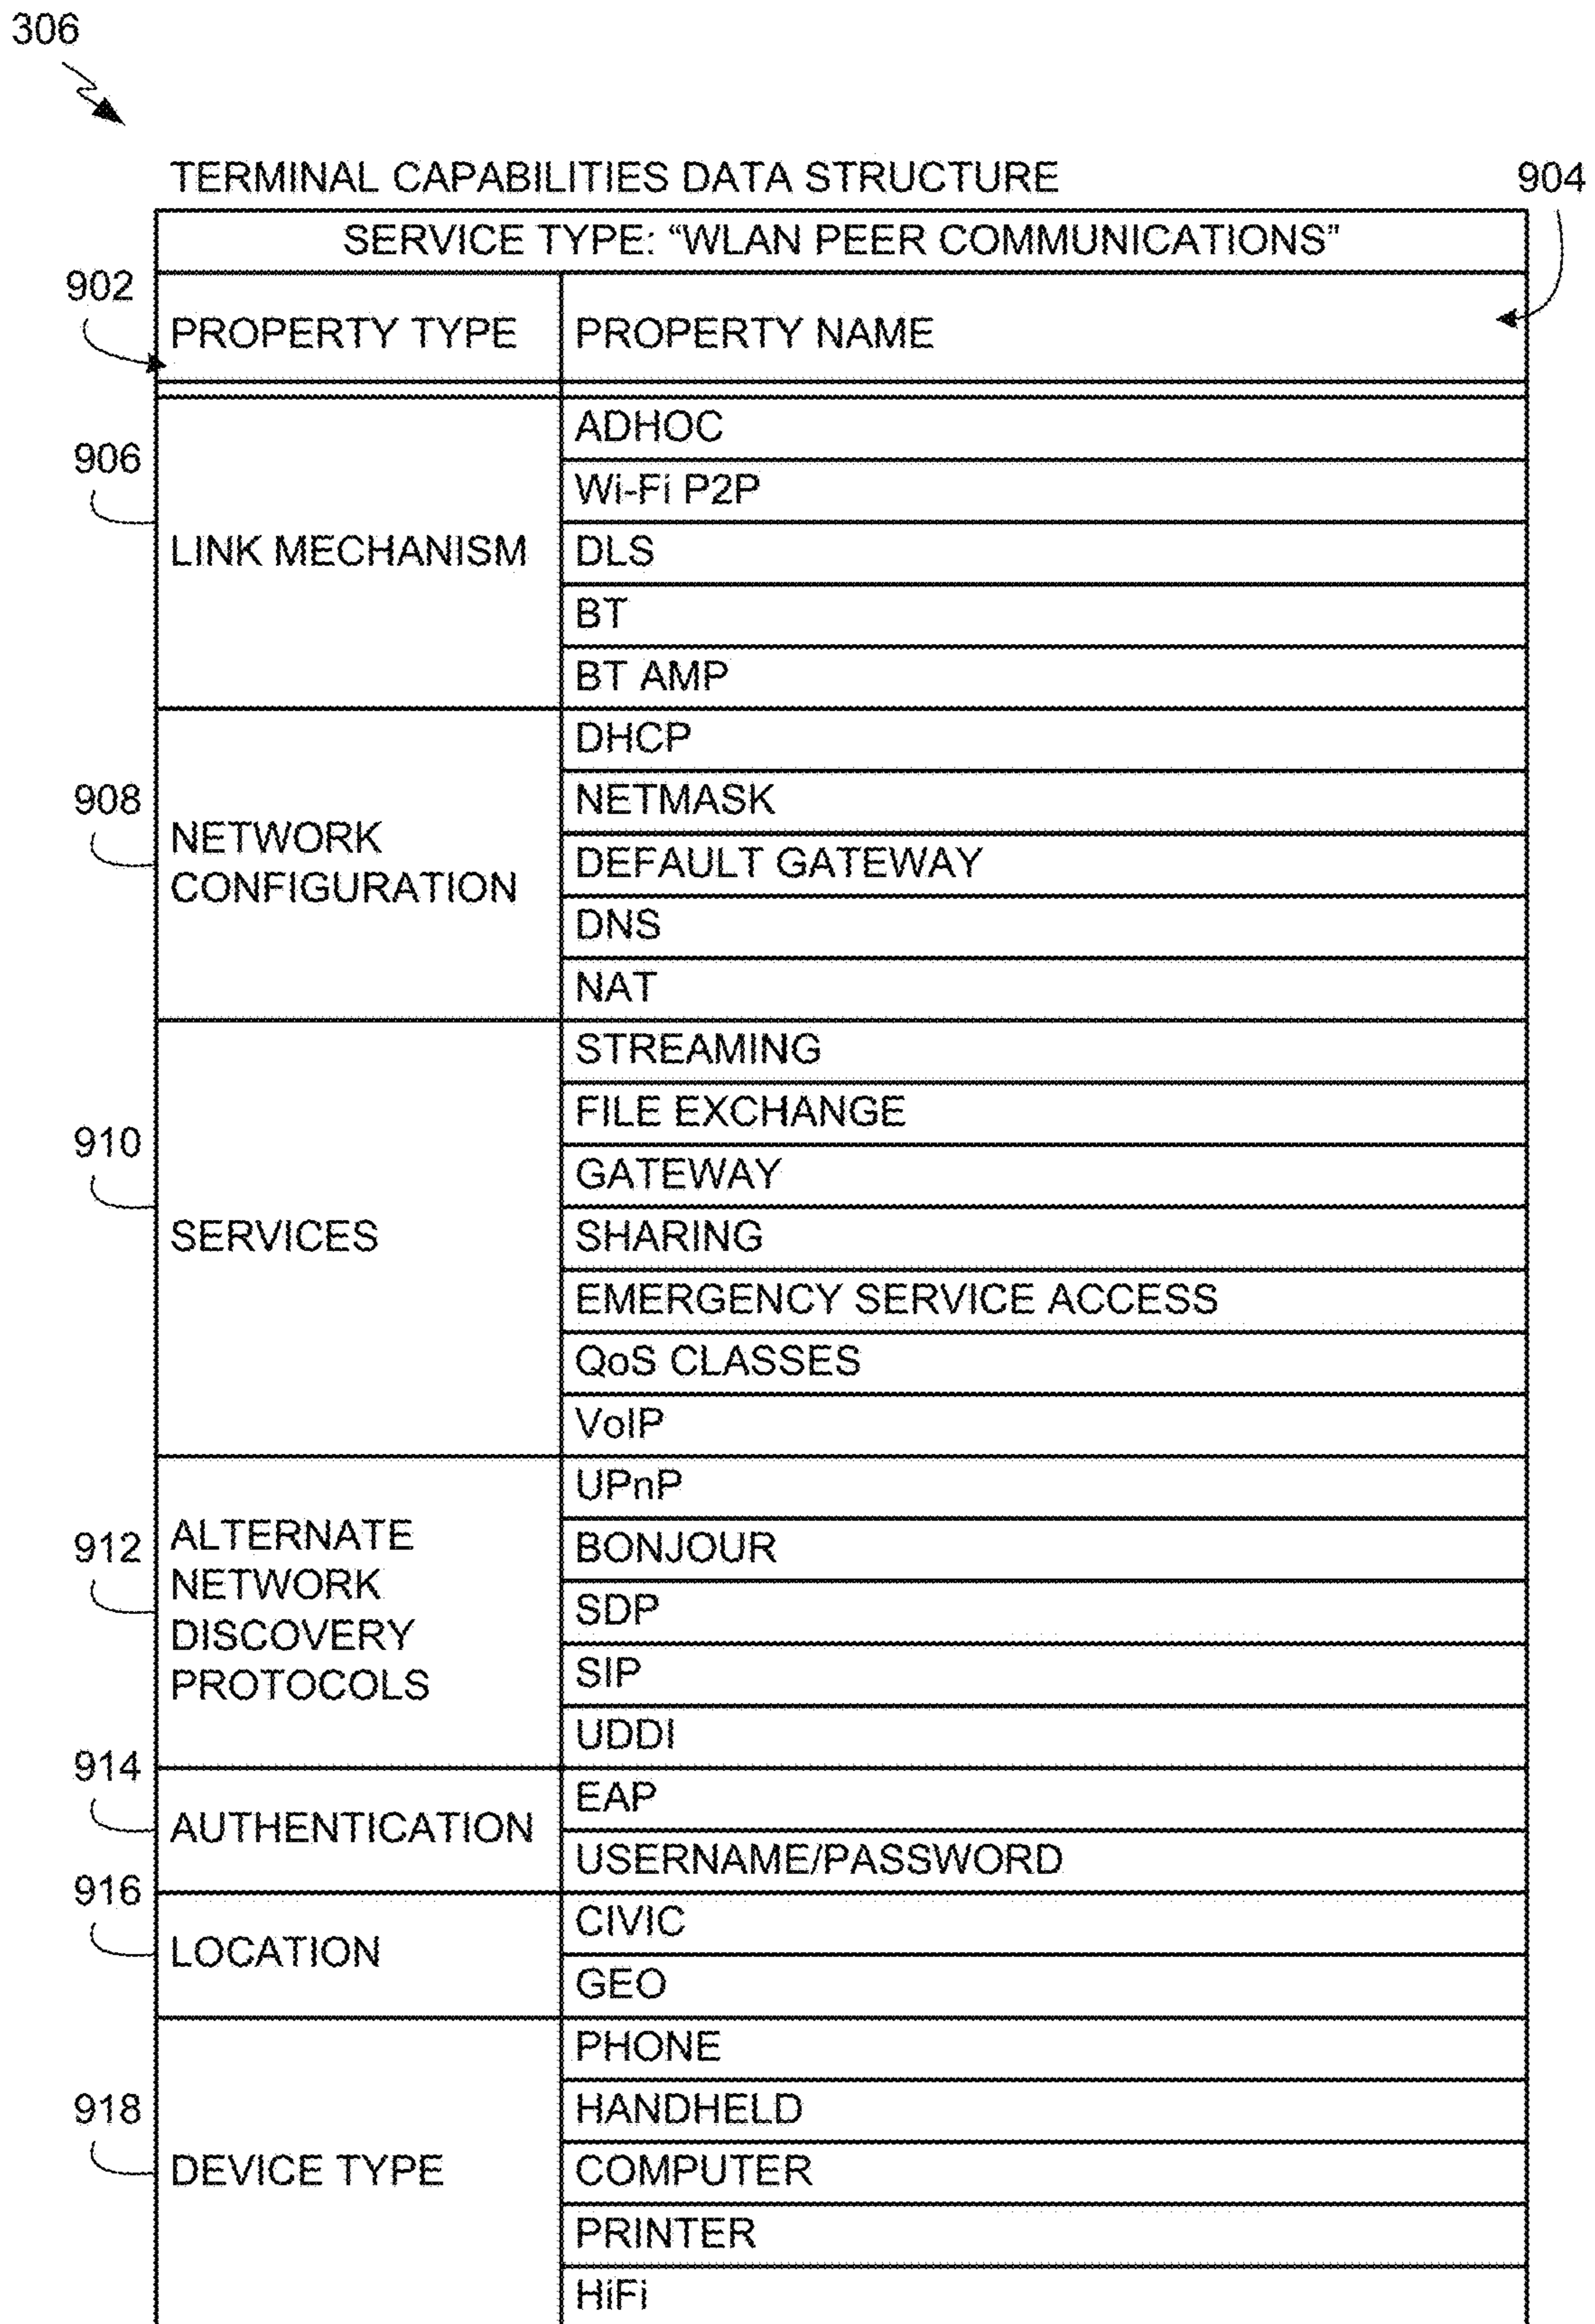 306
TERMINAL CAPABILITIES DATA STRUCTURE
904
SERVICE TYPE: “WLAN PEER COMMUNICATIONS”
902
PROPERTY TYPE
PROPERTY NAME
906
LINK MECHANISM
ADHOC
Wi-Fi P2P
DLS
BT
BT AMP
908
NETWORK
CONFIGURATION
DHCP
NETMASK
DEFAULT GATEWAY
DNS
NAT
910
SERVICES
STREAMING
FILE EXCHANGE
GATEWAY
SHARING
EMERGENCY SERVICE ACCESS
QoS CLASSES
VoIP
912
ALTERNATE
NETWORK
DISCOVERY
PROTOCOLS
UPnP
BONJOUR
SDP
SIP
UDDI
914
AUTHENTICATION
EAP
USERNAME/PASSWORD
916
LOCATION
CIVIC
GEO
918
DEVICE TYPE
PHONE
HANDHELD
COMPUTER
PRINTER
HiFi